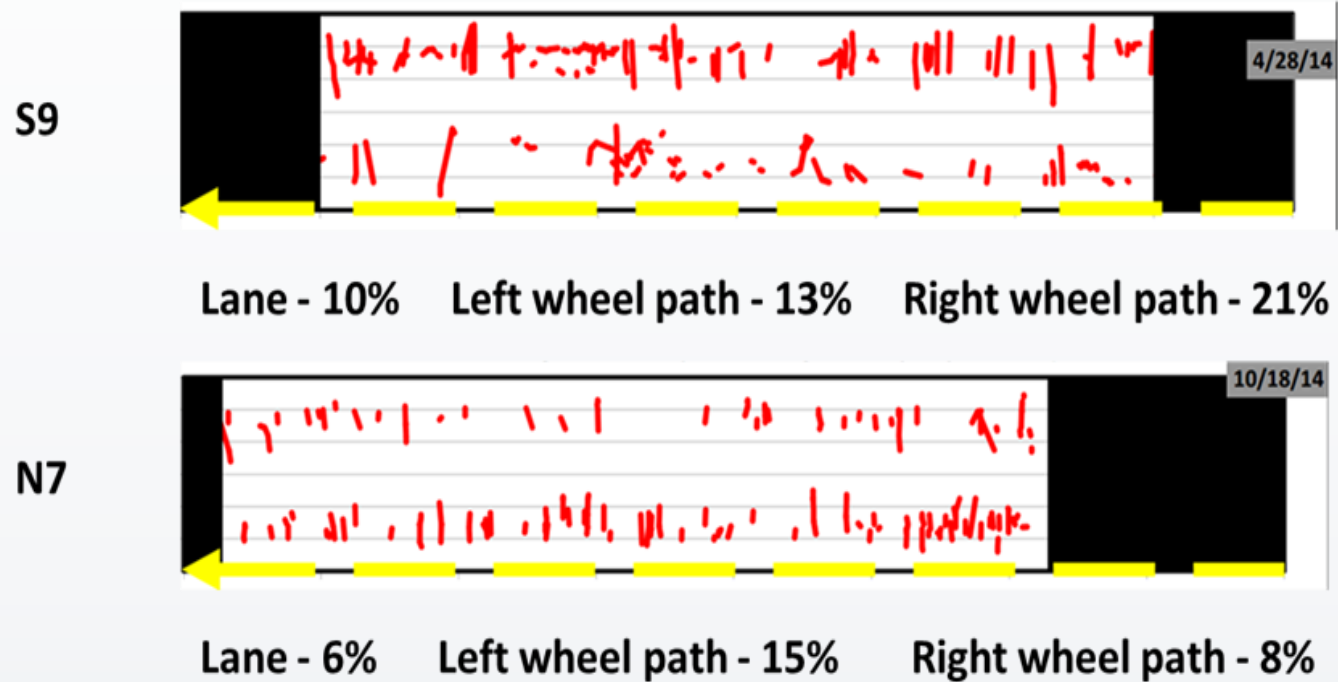 4/28/14
S9
Lane - 10% Left wheel path - 13% Right wheel path - 21%
10/18/14
N7
Lane - 6% Left wheel path - 15% Right wheel path - 8%